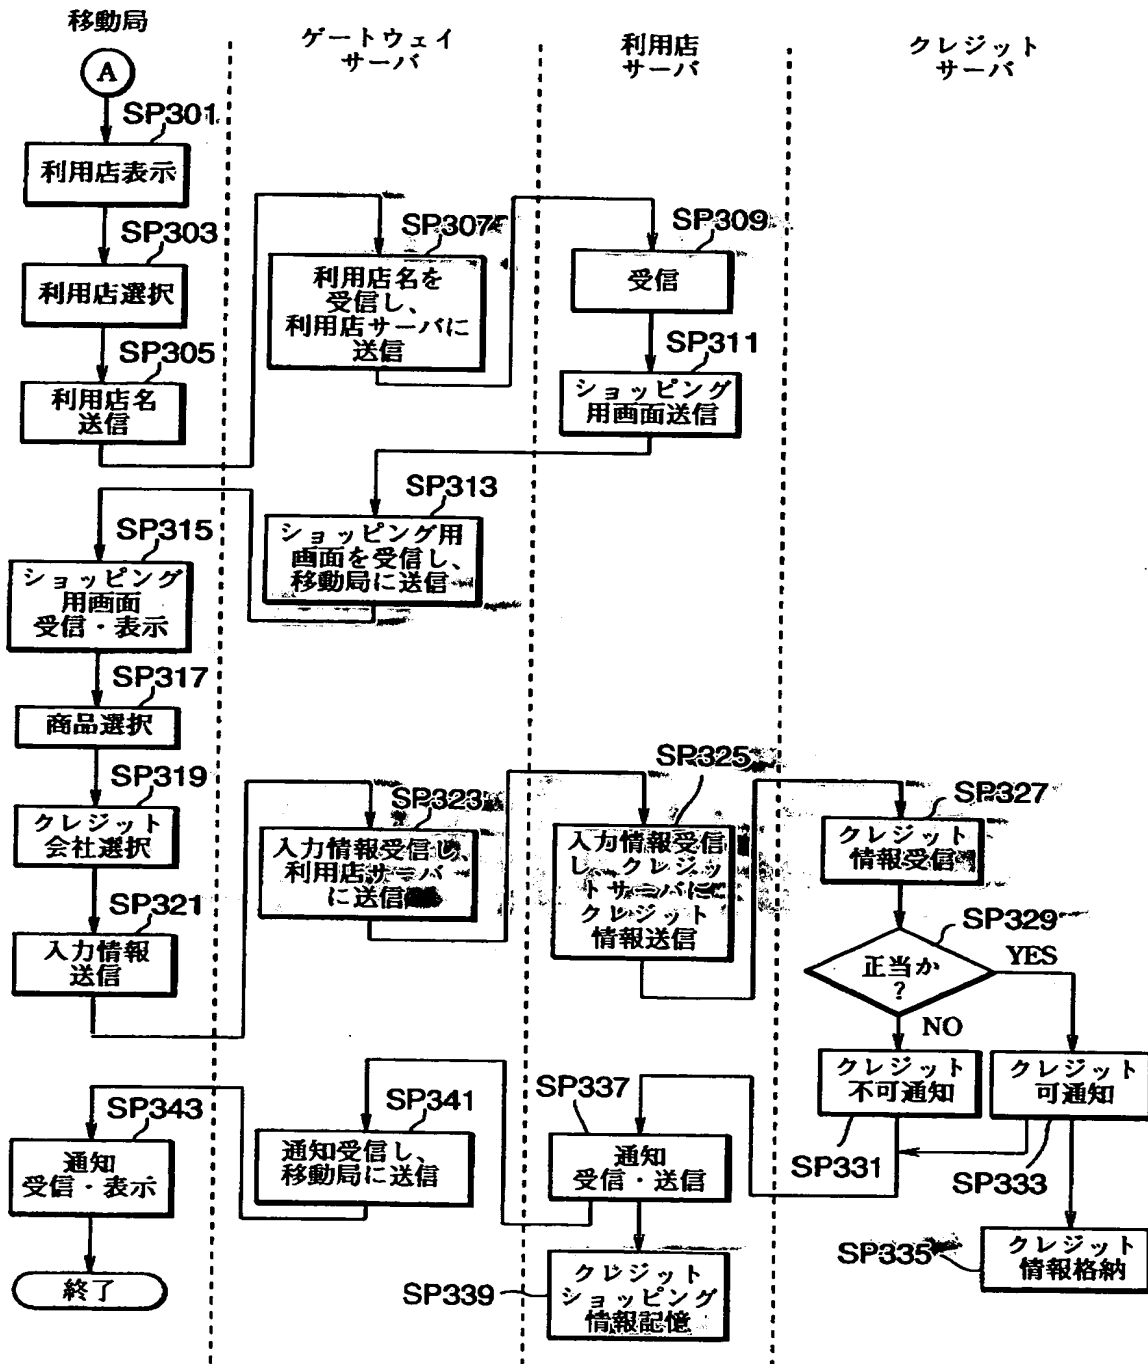 移動局
ゲートウェイ
サーバ
利用店
サーバ
クレジット
サーバ
A
SP301
利用店表示
SP303
利用店選択
SP305
利用店名
送信
SP307
利用店名を
受信し、
利用店サーバに
送信
SP309
受信
SP311
ショッピング
用画面送信
SP313
ショッピング用
画面を受信し、
移動局に送信
SP315
ショッピング
用画面
受信・表示
SP317
商品選択
SP319
クレジット
会社選択
SP321
入力情報
送信
SP323
入力情報受信し、
利用店サーバ
に送信
SP325
入力情報受信
し、クレジッ
トサーバに
クレジット
情報送信
SP327
クレジット
情報受信
SP329
正当か
?
YES
NO
クレジット
不可通知
SP331
クレジット
可通知
SP333
SP335
クレジット
情報格納
SP337
通知
受信・送信
SP339
クレジット
ショッピング
情報記憶
SP341
通知受信し、
移動局に送信
SP343
通知
受信・表示
終了